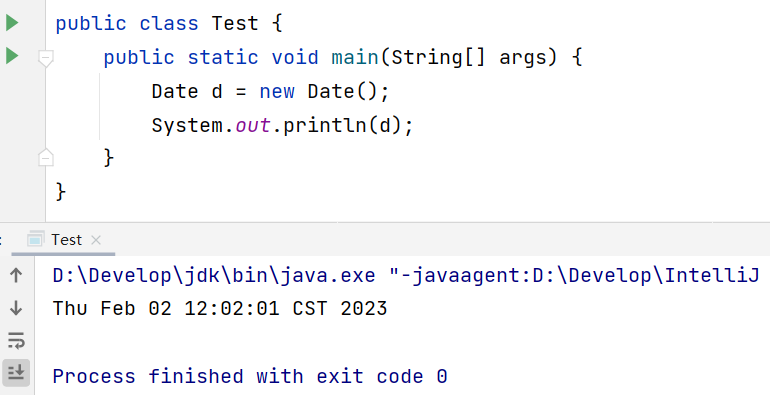 public class Test {
    public static void main(String[] args) {
        Date d = new Date();
        System.out.println(d);
    }
}
: Test ×
D:\Develop\jdk\bin\java.exe "-javaagent:D:\Develop\IntelliJ
Thu Feb 02 12:02:01 CST 2023
Process finished with exit code 0